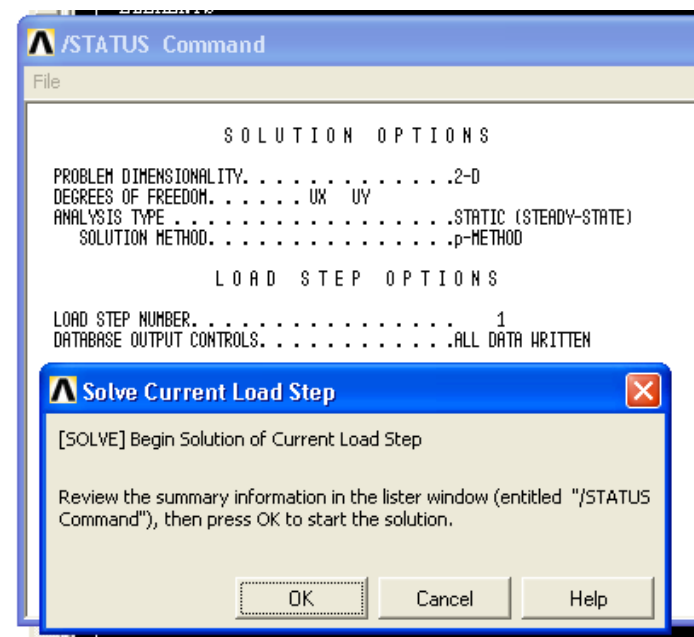 ELEMENTS
/STATUS Command
File
SOLUTION OPTIONS
PROBLEM DIMENSIONALITY. . . . . . . . . . . . .2-D
DEGREES OF FREEDOM. . . . . . UX UY
ANALYSIS TYPE . . . . . . . . . . . . . . . . .STATIC (STEADY-STATE)
SOLUTION METHOD. . . . . . . . . . . . . . . .p-METHOD
LOAD STEP OPTIONS
LOAD STEP NUMBER. . . . . . . . . . . . . . . . 1
DATABASE OUTPUT CONTROLS. . . . . . . . . . . .ALL DATA WRITTEN
Solve Current Load Step
[SOLVE] Begin Solution of Current Load Step
Review the summary information in the lister window (entitled "/STATUS
Command"), then press OK to start the solution.
OK Cancel Help